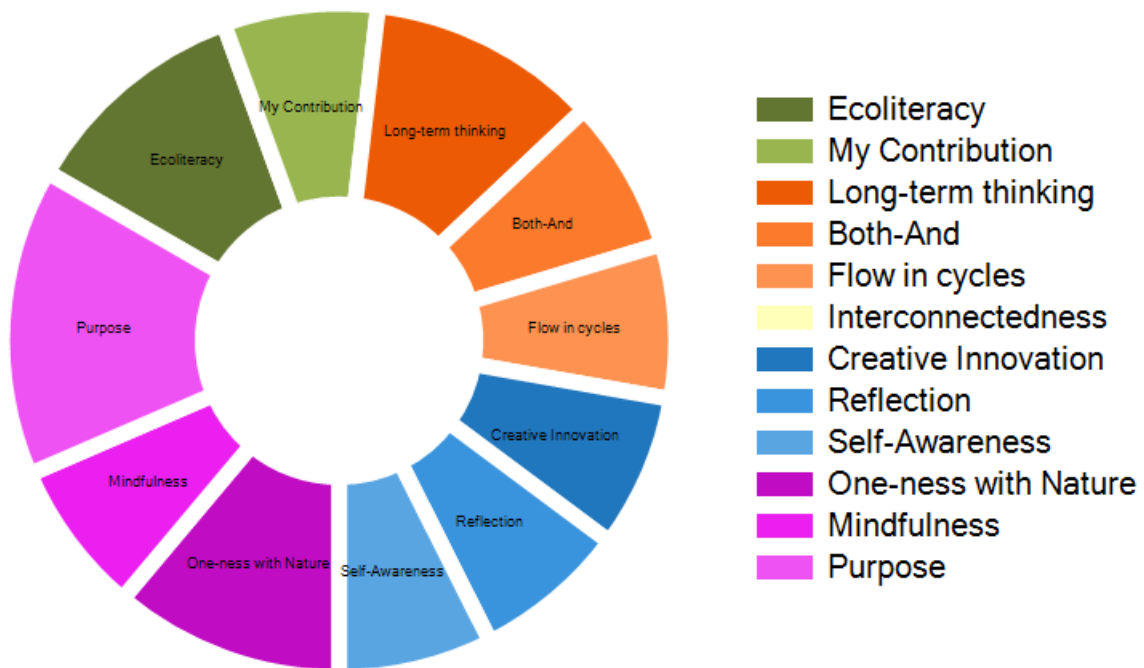 My Contribution
Long-term thinking
Ecoliteracy
Both-And
Purpose
Flow in cycles
Creative Innovation
Mindfulness
Reflection
One-ness with Nature
Self-Awareness
Ecoliteracy
My Contribution
Long-term thinking
Both-And
Flow in cycles
Interconnectedness
Creative Innovation
Reflection
Self-Awareness
One-ness with Nature
Mindfulness
Purpose